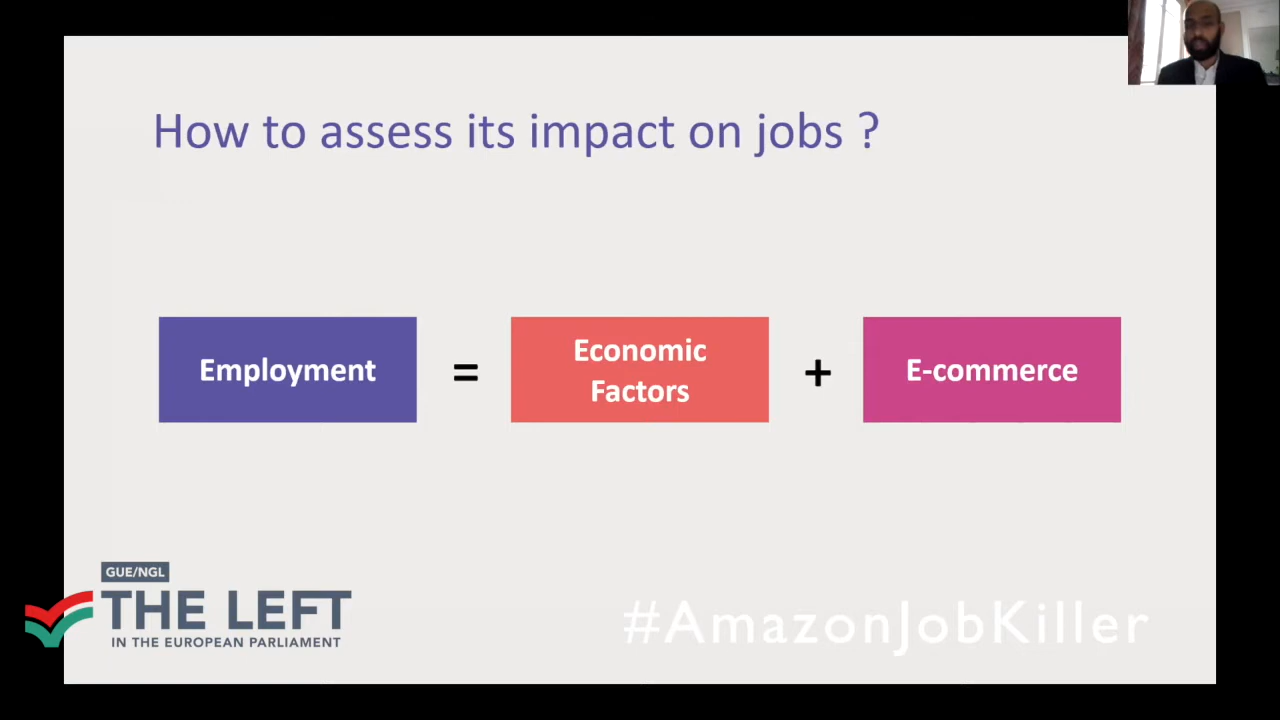 How to assess its impact on jobs ?
Employment
=
Economic
Factors
+
E-commerce
GUE/NGL
THE LEFT
IN THE EUROPEAN PARLIAMENT
#AmazonJobKiller